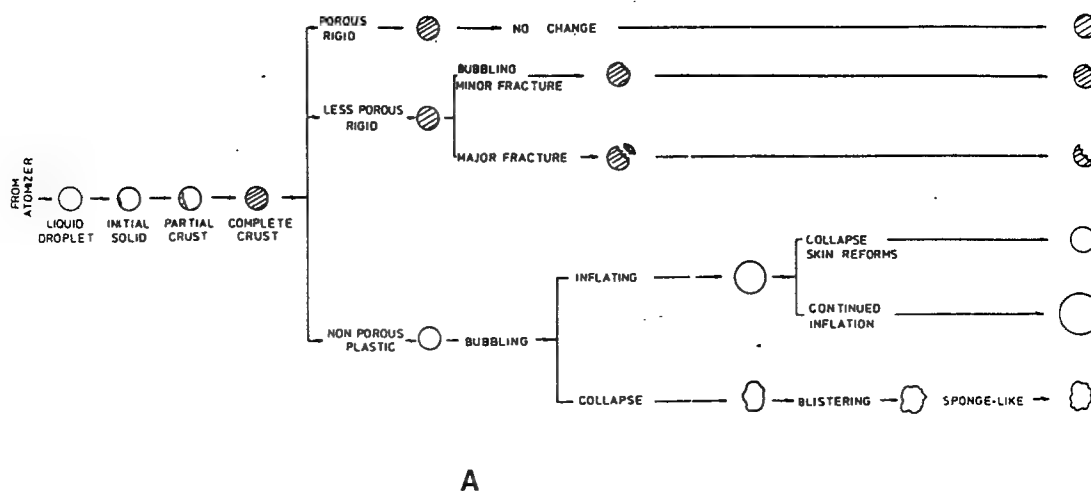 POROUS
RIGID
NO CHANGE
BUBBLING
MINOR FRACTURE
LESS POROUS
RIGID
MAJOR FRACTURE
FROM
ATOMIZER
LIQUID
DROPLET
INITIAL
SOLID
PARTIAL
CRUST
COMPLETE
CRUST
COLLAPSE
SKIN REFORMS
INFLATING
CONTINUED
INFLATION
NON POROUS
PLASTIC
BUBBLING
COLLAPSE
BLISTERING
SPONGE-LIKE
A